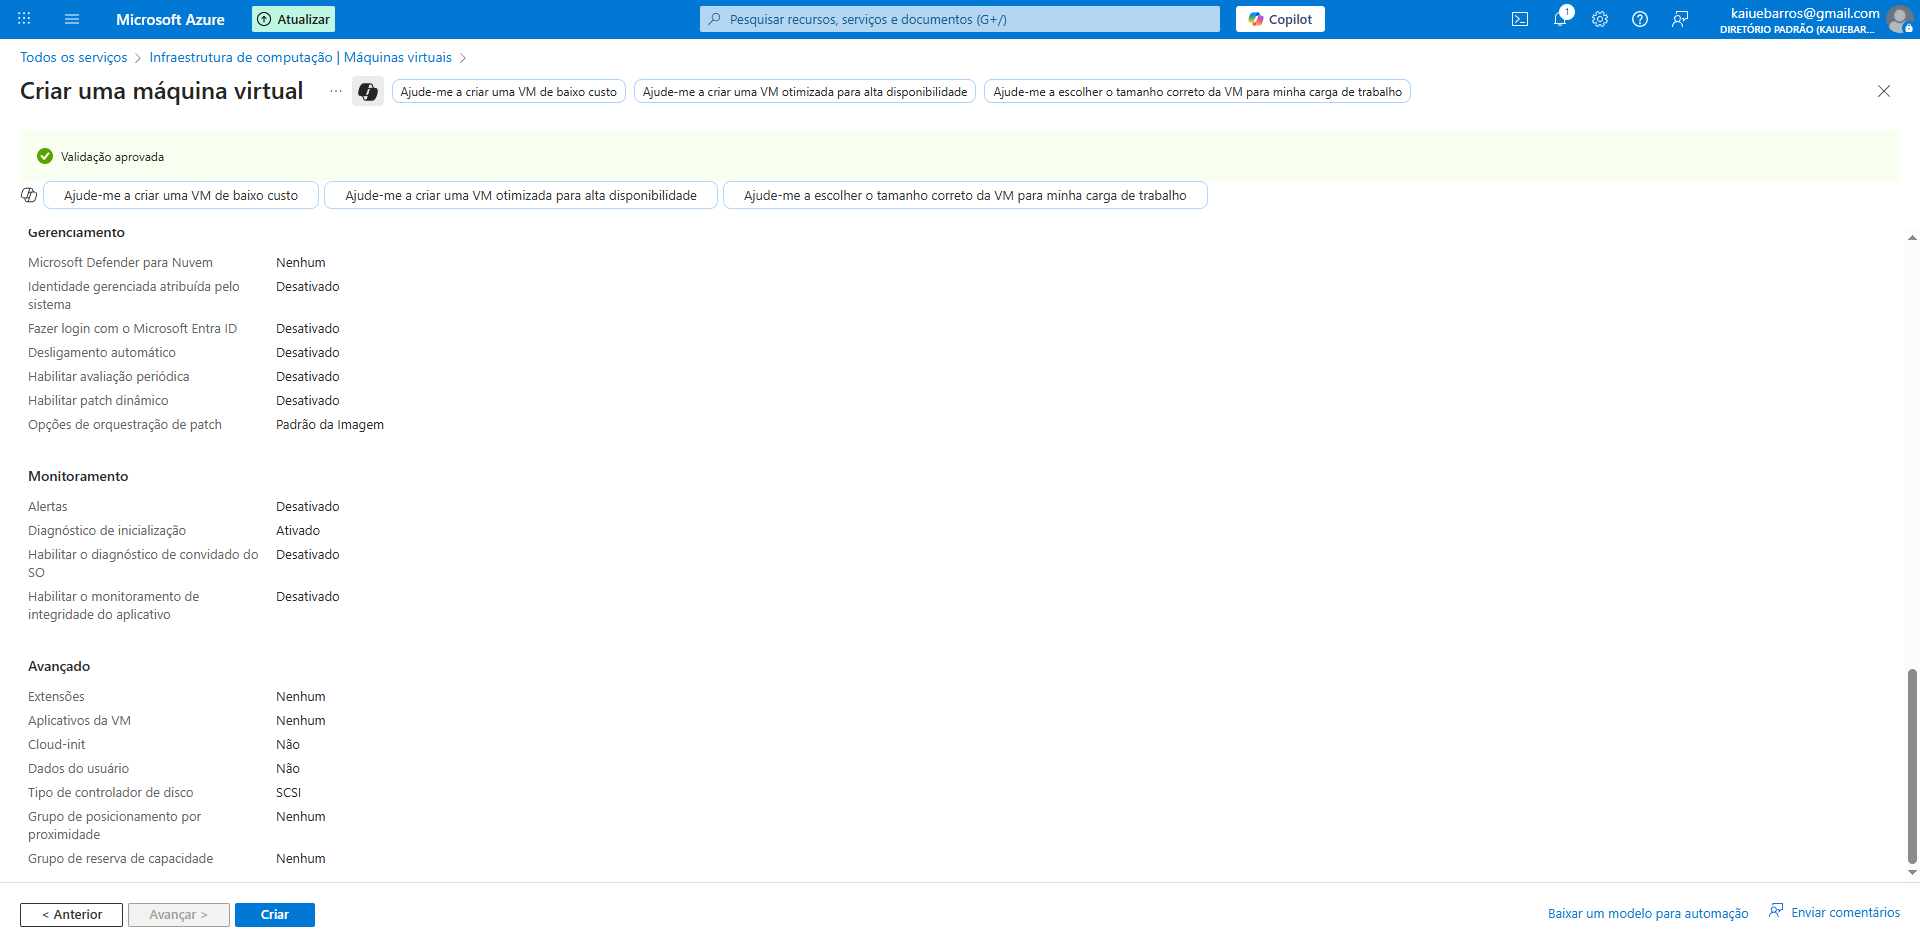 Microsoft Azure
Atualizar
Pesquisar recursos, serviços e documentos (G+/)
Copilot
1
kaiuebarros@gmail.com
DIRETÓRIO PADRÃO (KAIUEBAR...
Todos os serviços > Infraestrutura de computação | Máquinas virtuais >
Criar uma máquina virtual
...
Ajude-me a criar uma VM de baixo custo
Ajude-me a criar uma VM otimizada para alta disponibilidade
Ajude-me a escolher o tamanho correto da VM para minha carga de trabalho
Validação aprovada
Ajude-me a criar uma VM de baixo custo
Ajude-me a criar uma VM otimizada para alta disponibilidade
Ajude-me a escolher o tamanho correto da VM para minha carga de trabalho
Gerenciamento
Microsoft Defender para Nuvem Nenhum
Identidade gerenciada atribuída pelo Desativado
sistema
Fazer login com o Microsoft Entra ID Desativado
Desligamento automático Desativado
Habilitar avaliação periódica Desativado
Habilitar patch dinâmico Desativado
Opções de orquestração de patch Padrão da Imagem
Monitoramento
Alertas Desativado
Diagnóstico de inicialização Ativado
Habilitar o diagnóstico de convidado do Desativado
SO
Habilitar o monitoramento de Desativado
integridade do aplicativo
Avançado
Extensões Nenhum
Aplicativos da VM Nenhum
Cloud-init Não
Dados do usuário Não
Tipo de controlador de disco SCSI
Grupo de posicionamento por Nenhum
proximidade
Grupo de reserva de capacidade Nenhum
< Anterior
Avançar >
Criar
Baixar um modelo para automação
Enviar comentários